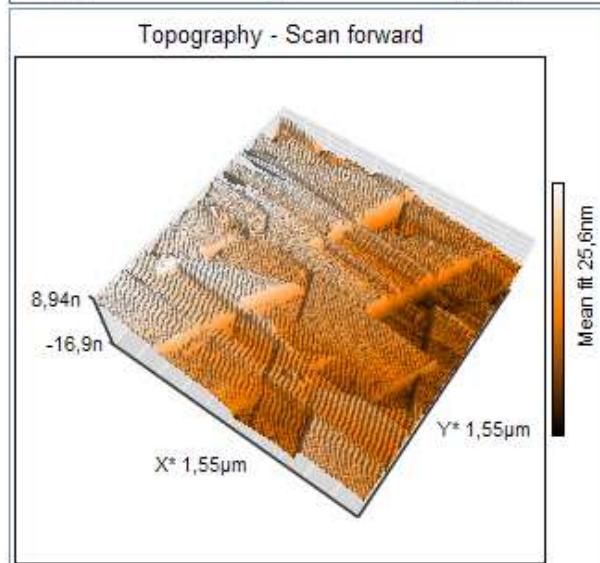 Topography - Scan forward
8,94n
-16,9n
X* 1,55µm
Y* 1,55µm
Mean fit 25,6nm